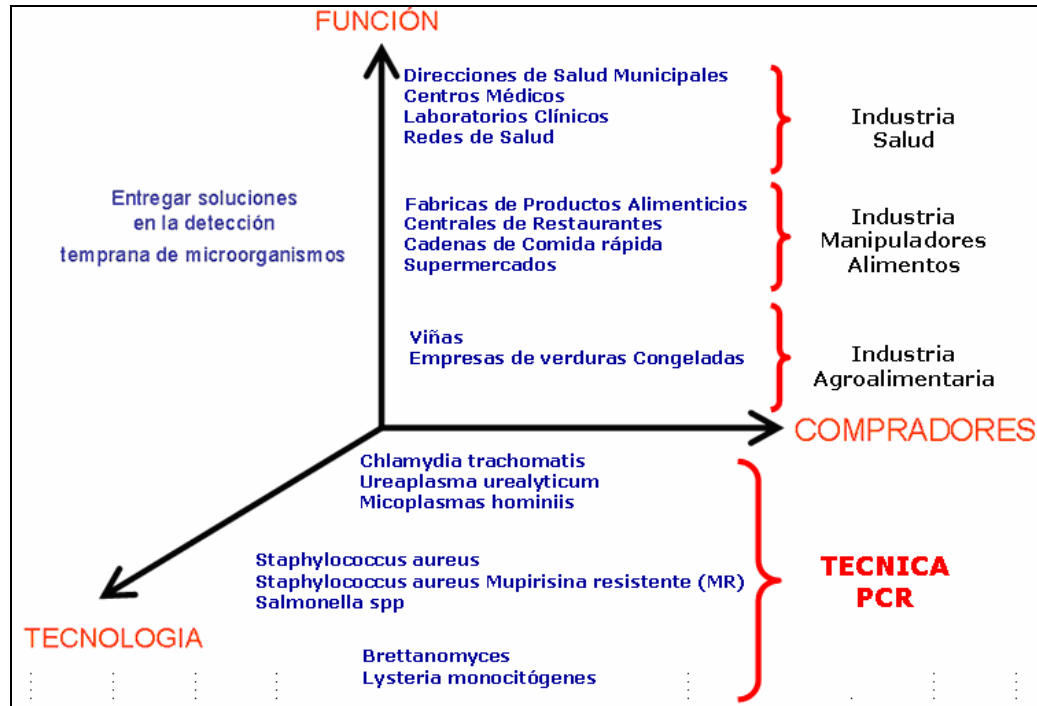 FUNCIÓN
Direcciones de Salud Municipales
Centros Médicos
Laboratorios Clínicos
Redes de Salud
Industria
Salud
Entregar soluciones
en la detección
temprana de microorganismos
Fabricas de Productos Alimenticios
Centrales de Restaurantes
Cadenas de Comida rápida
Supermercados
Industria
Manipuladores
Alimentos
Viñas
Empresas de verduras Congeladas
Industria
Agroalimentaria
COMPRADORES
Chlamydia trachomatis
Ureaplasma urealyticum
Micoplasmas hominiis
Staphylococcus aureus
Staphylococcus aureus Mupirisina resistente (MR)
Salmonella spp
TECNICA
PCR
TECNOLOGIA
Brettanomyces
Lysteria monocitógenes